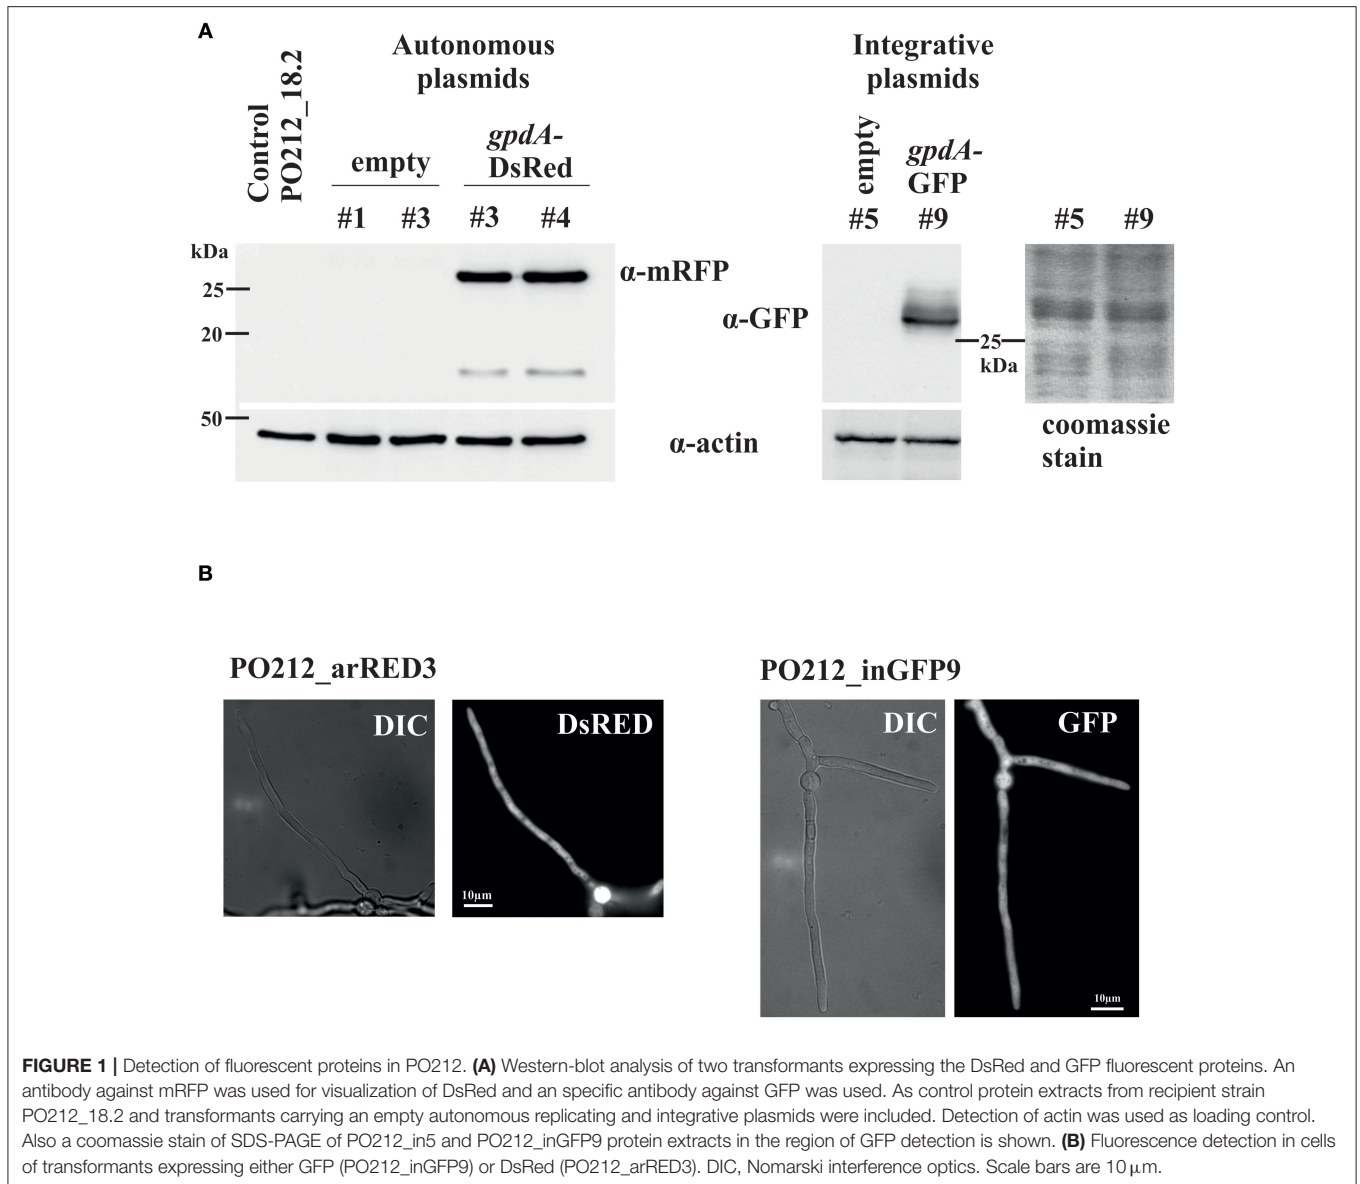 A
Control
PO212_18.2
Autonomous
plasmids
empty
gpdA-
DsRed
#1 #3 #3 #4
kDa
25
20
50
α-mRFP
α-GFP
α-actin
Integrative
plasmids
empty
gpdA-
GFP
#5 #9 #5 #9
25
kDa
coomassie
stain
B
PO212_arRED3
DIC
DsRED
10µm
PO212_inGFP9
DIC
GFP
10µm
FIGURE 1 | Detection of fluorescent proteins in PO212. (A) Western-blot analysis of two transformants expressing the DsRed and GFP fluorescent proteins. An
antibody against mRFP was used for visualization of DsRed and an specific antibody against GFP was used. As control protein extracts from recipient strain
PO212_18.2 and transformants carrying an empty autonomous replicating and integrative plasmids were included. Detection of actin was used as loading control.
Also a coomassie stain of SDS-PAGE of PO212_in5 and PO212_inGFP9 protein extracts in the region of GFP detection is shown. (B) Fluorescence detection in cells
of transformants expressing either GFP (PO212_inGFP9) or DsRed (PO212_arRED3). DIC, Nomarski interference optics. Scale bars are 10 µm.